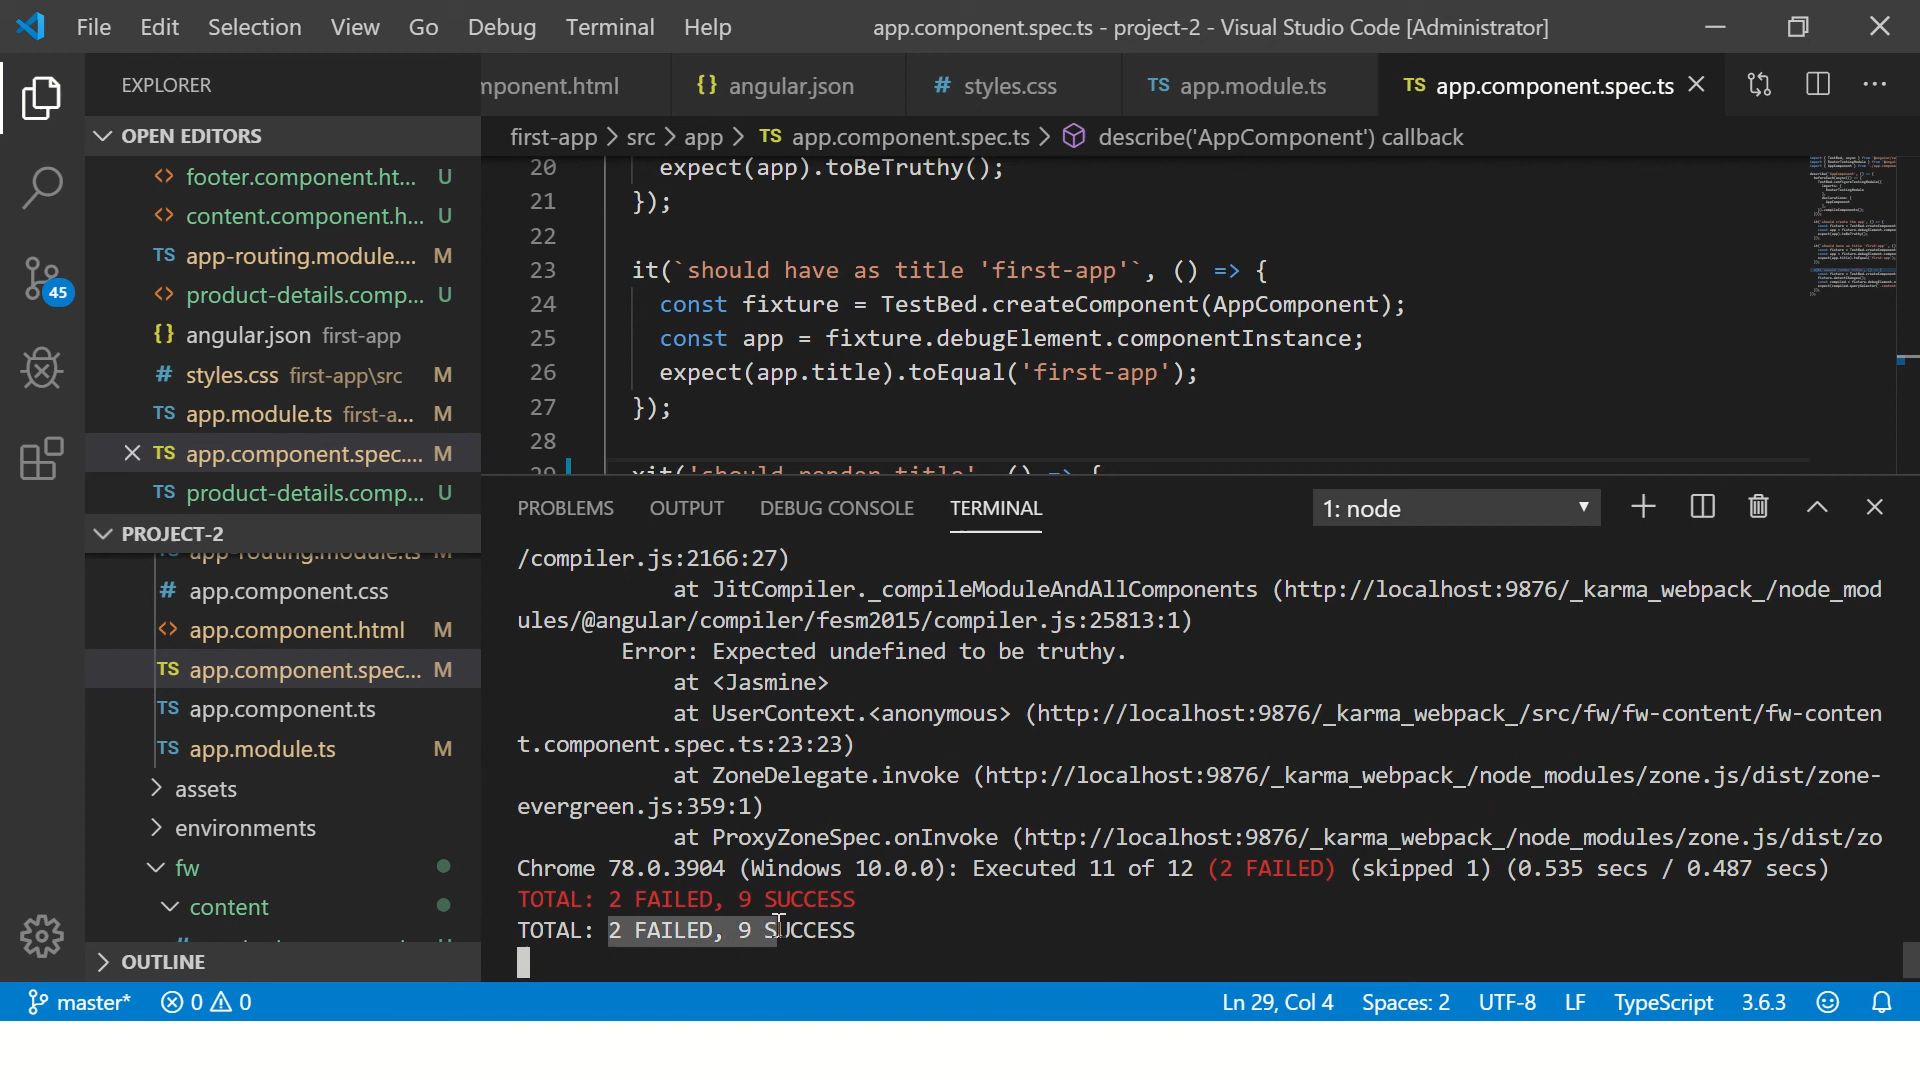 File Edit Selection View Go Debug Terminal Help app.component.spec.ts - project-2 - Visual Studio Code [Administrator]
EXPLORER
OPEN EDITORS
footer.component.ht... U
content.component.h... U
app-routing.module.... M
product-details.comp... U
angular.json first-app
styles.css first-app\src M
app.module.ts first-a... M
app.component.spec.... M
product-details.comp... U
PROJECT-2
app-routing.module.ts M
app.component.css
app.component.html M
app.component.spec... M
app.component.ts
app.module.ts M
assets
environments
fw
content
OUTLINE
45
mponent.html {} angular.json # styles.css TS app.module.ts TS app.component.spec.ts
first-app > src > app > TS app.component.spec.ts > describe('AppComponent') callback
20 expect(app).toBeTruthy();
21 });
22
23 it(`should have as title 'first-app'`, () => {
24 const fixture = TestBed.createComponent(AppComponent);
25 const app = fixture.debugElement.componentInstance;
26 expect(app.title).toEqual('first-app');
27 });
28
29 xit('should render title', () => {
PROBLEMS OUTPUT DEBUG CONSOLE TERMINAL 1: node
/compiler.js:2166:27)
at JitCompiler._compileModuleAndAllComponents (http://localhost:9876/_karma_webpack_/node_mod
ules/@angular/compiler/fesm2015/compiler.js:25813:1)
Error: Expected undefined to be truthy.
at <Jasmine>
at UserContext.<anonymous> (http://localhost:9876/_karma_webpack_/src/fw/fw-content/fw-conten
t.component.spec.ts:23:23)
at ZoneDelegate.invoke (http://localhost:9876/_karma_webpack_/node_modules/zone.js/dist/zone-
evergreen.js:359:1)
at ProxyZoneSpec.onInvoke (http://localhost:9876/_karma_webpack_/node_modules/zone.js/dist/zo
Chrome 78.0.3904 (Windows 10.0.0): Executed 11 of 12 (2 FAILED) (skipped 1) (0.535 secs / 0.487 secs)
TOTAL: 2 FAILED, 9 SUCCESS
TOTAL: 2 FAILED, 9 SUCCESS
master* 0 0 Ln 29, Col 4 Spaces: 2 UTF-8 LF TypeScript 3.6.3